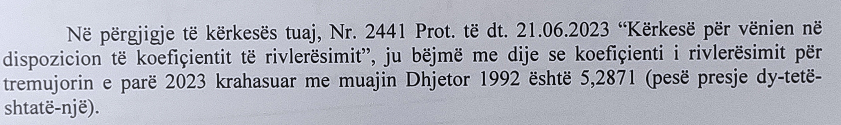 Në përgjigje të kërkesës tuaj, Nr. 2441 Prot. të dt. 21.06.2023 “Kërkesë për vënien në
dispozicion të koefiçientit të rivlerësimit”, ju bëjmë me dije se koefiçienti i rivlerësimit për
tremujorin e parë 2023 krahasuar me muajin Dhjetor 1992 është 5,2871 (pesë presje dy-tetë-
shtatë-një).